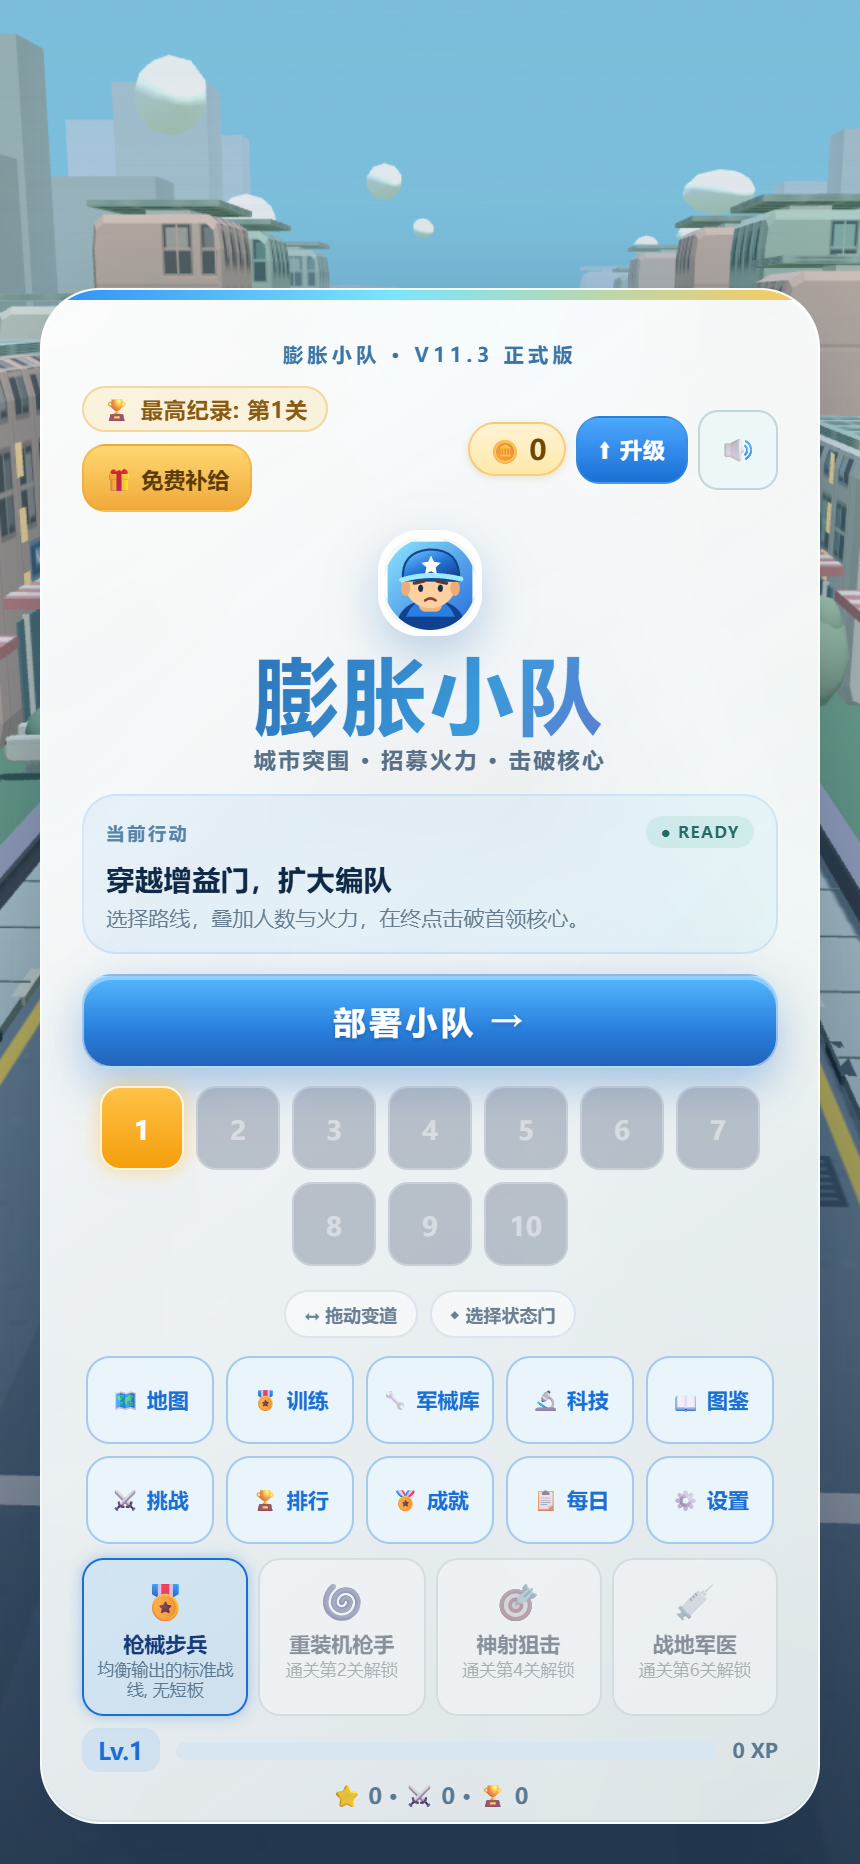 膨胀小队 • V11.3 正式版
最高纪录: 第1关
免费补给
0
⬆ 升级
膨胀小队
城市突围 • 招募火力 • 击破核心
当前行动
● READY
穿越增益门，扩大编队
选择路线，叠加人数与火力，在终点击破首领核心。
部署小队 →
1 2 3 4 5 6 7
8 9 10
↔ 拖动变道 ◆ 选择状态门
地图 训练 军械库 科技 图鉴
挑战 排行 成就 每日 设置
枪械步兵
均衡输出的标准战
线, 无短板
重装机枪手
通关第2关解锁
神射狙击
通关第4关解锁
战地军医
通关第6关解锁
Lv.1
0 XP
0 • 0 • 0